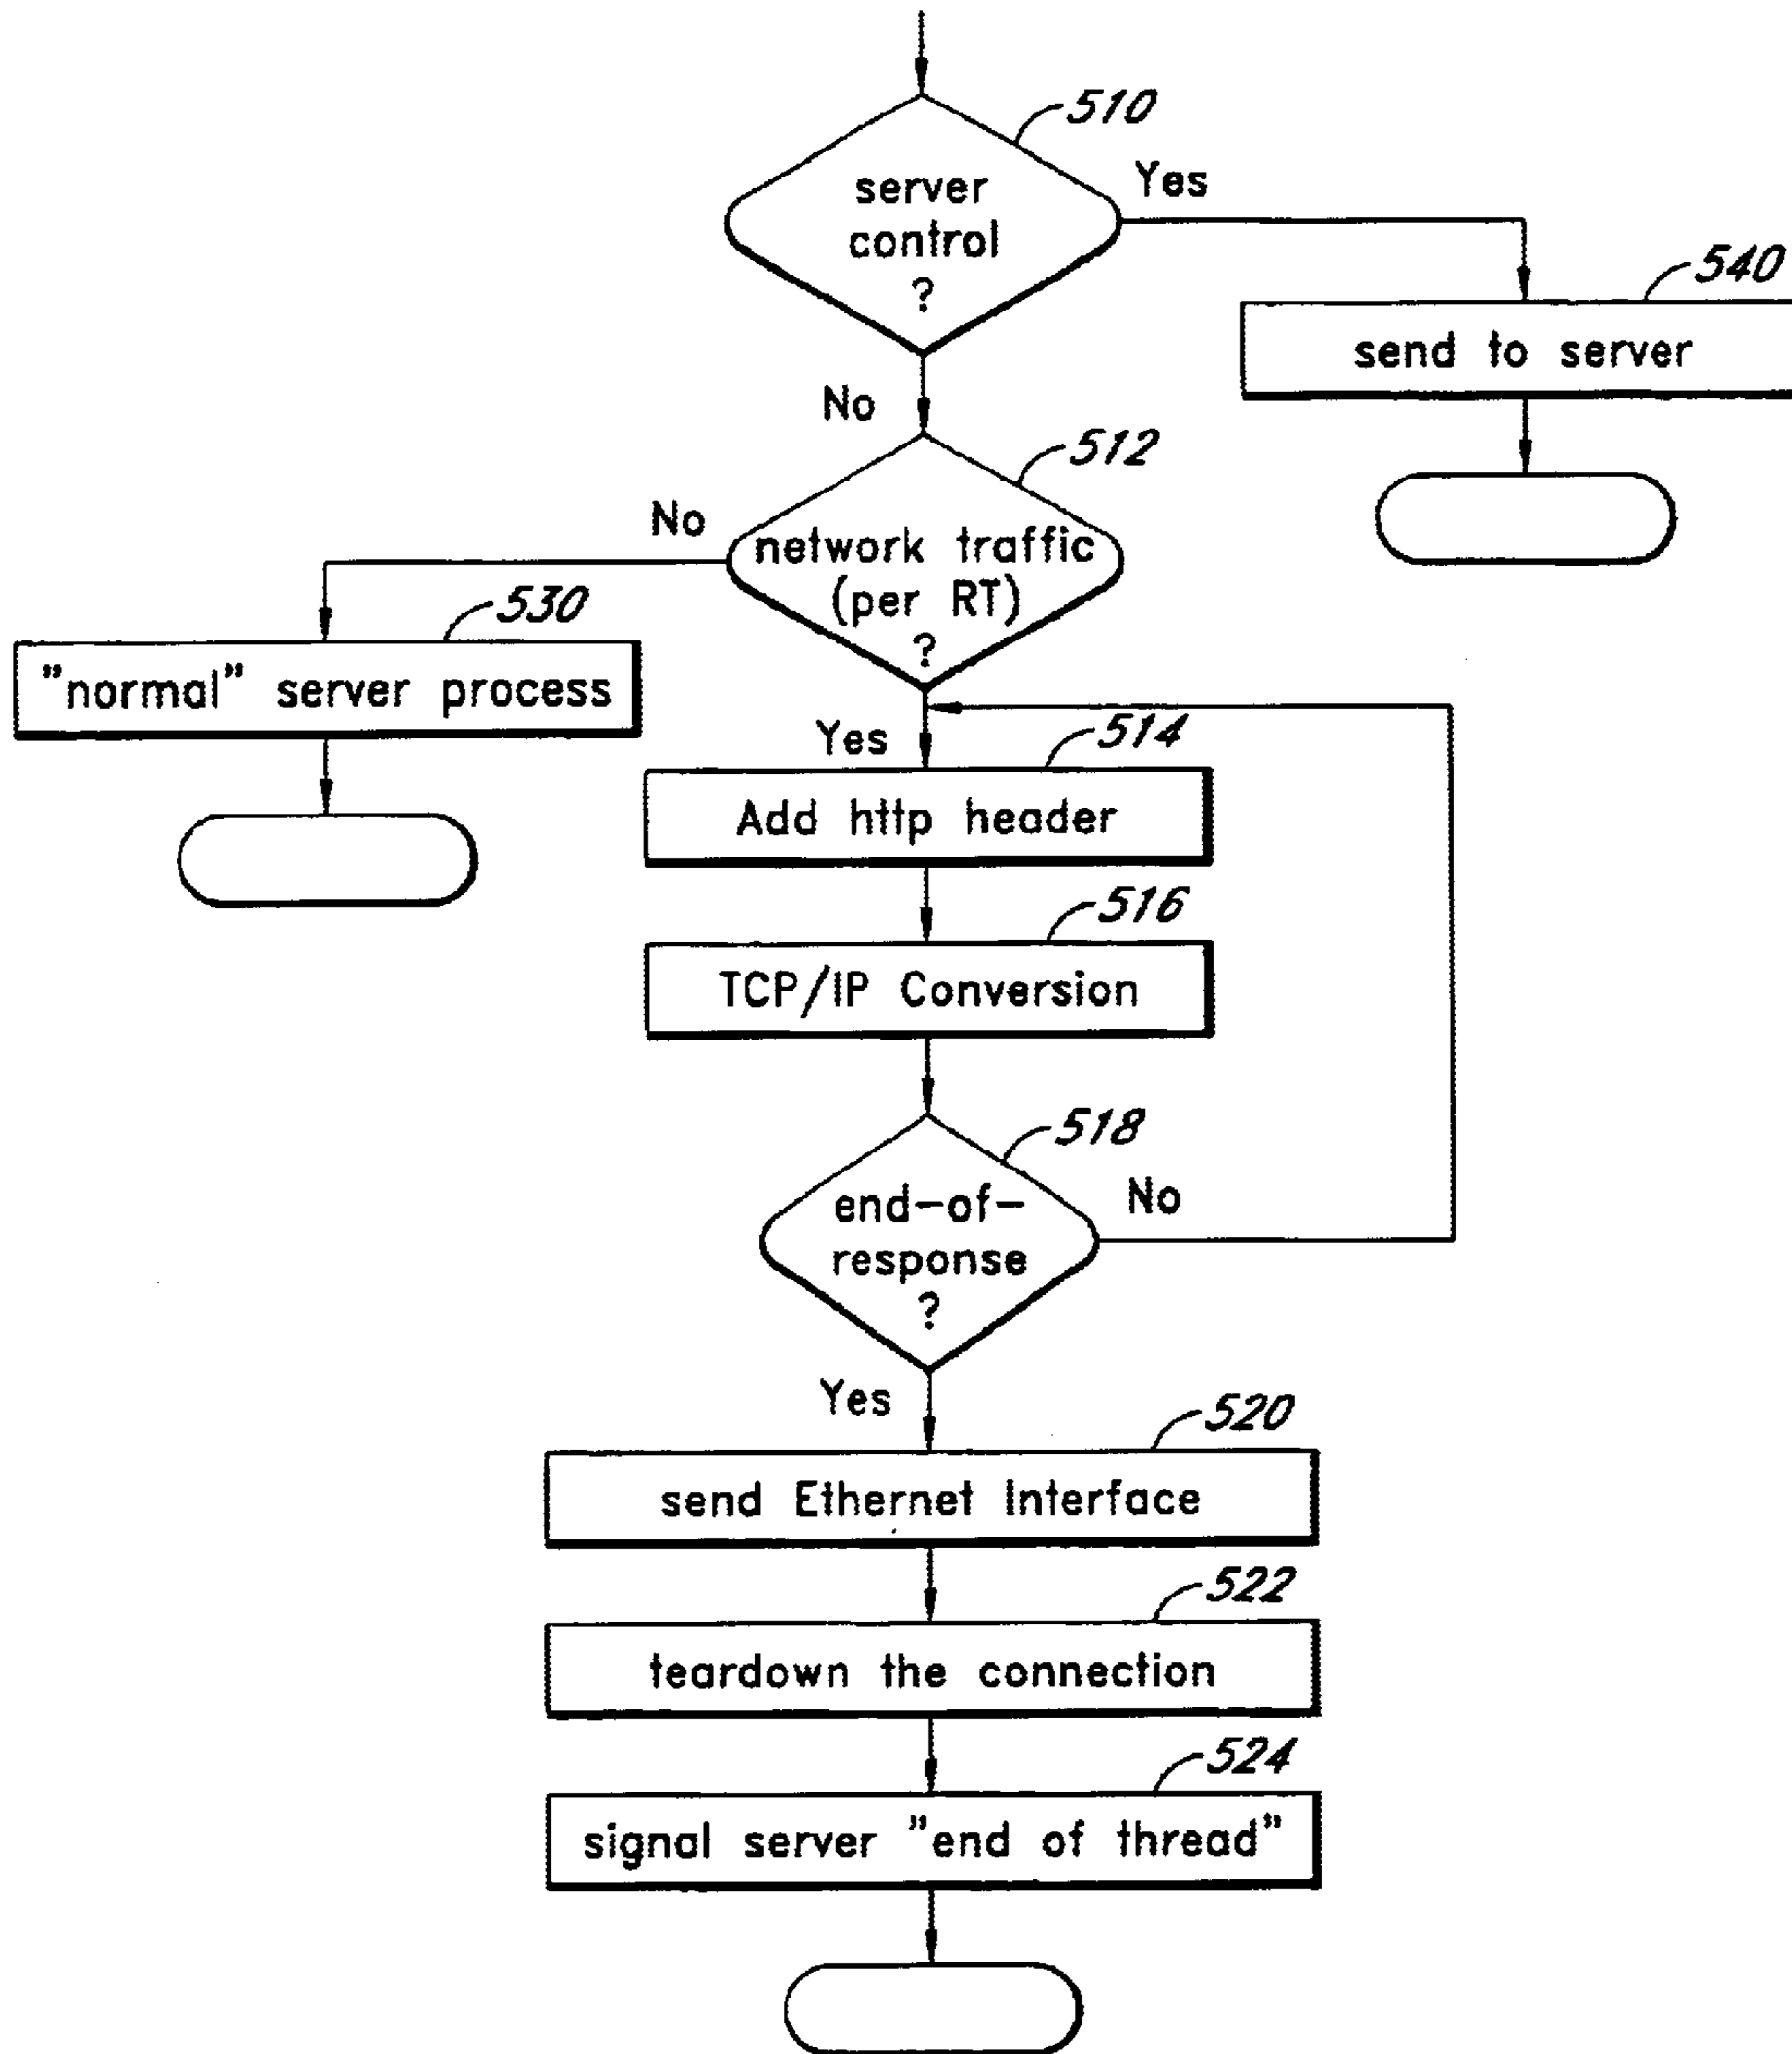 510
server
control
?
Yes
540
send to server
No
512
network traffic
(per RT)
?
No
530
"normal" server process
Yes
514
Add http header
516
TCP/IP Conversion
518
end-of-
response
?
No
Yes
520
send Ethernet Interface
522
teardown the connection
524
signal server "end of thread"